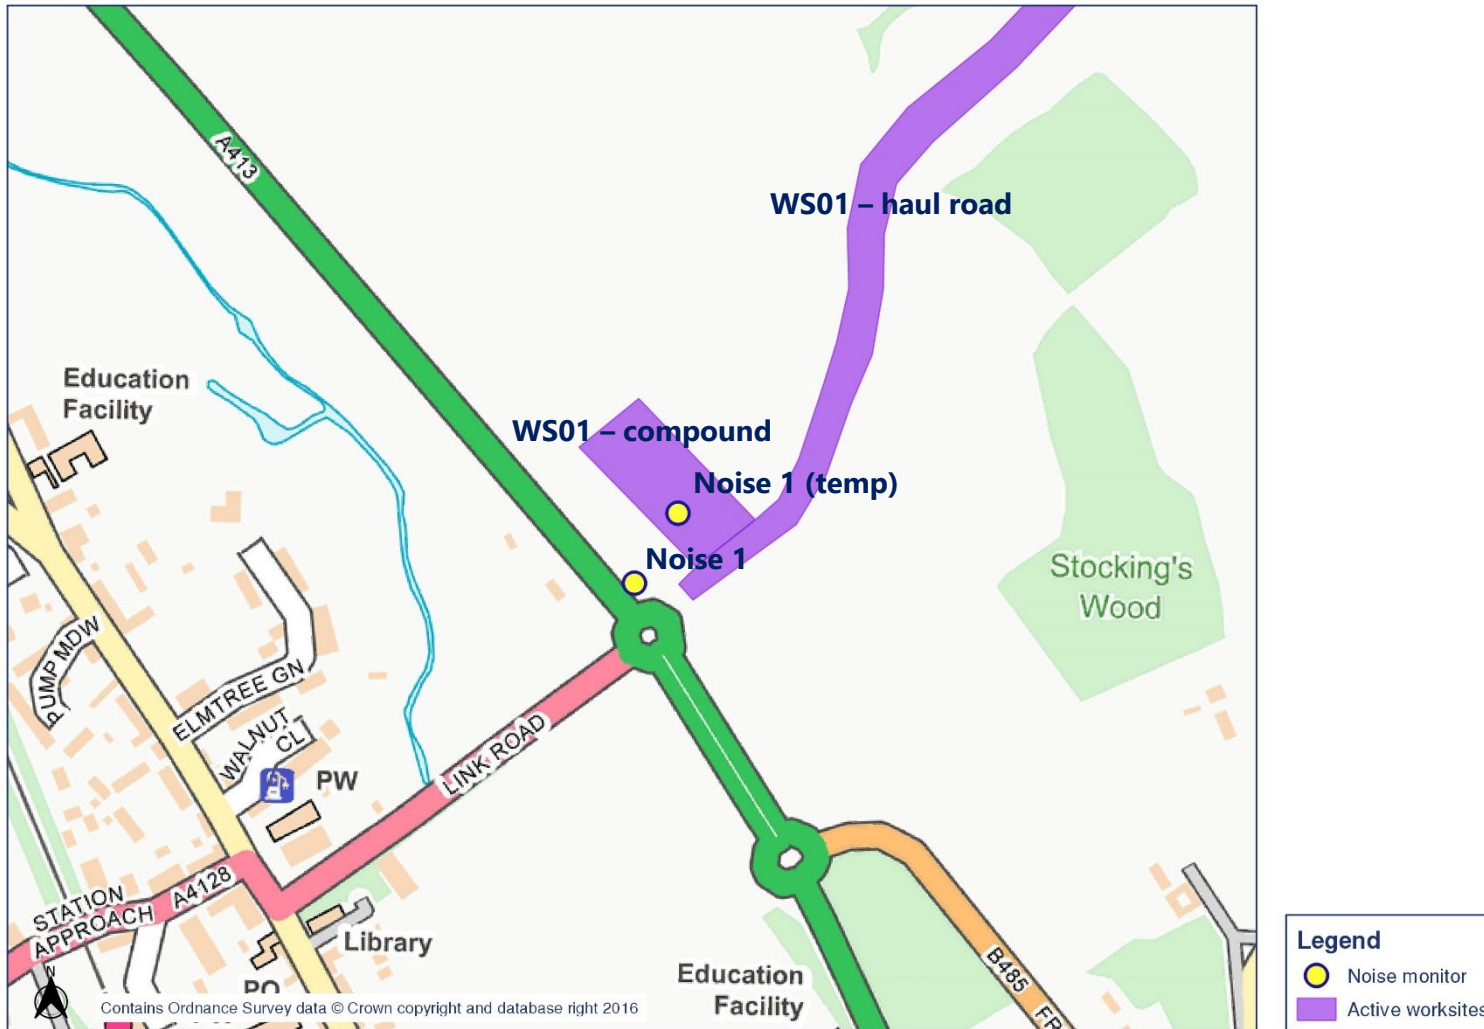 A413
WS01 – haul road
Education
Facility
WS01 – compound
Noise 1 (temp)
Noise 1
Stocking's
Wood
PUMP MDW
ELMTREE GN
WALNUT
CL
PW
LINK ROAD
STATION
APPROACH
A4128
Library
PO
Education
Facility
B485
FR
N
Contains Ordnance Survey data © Crown copyright and database right 2016
Legend
Noise monitor
Active worksites